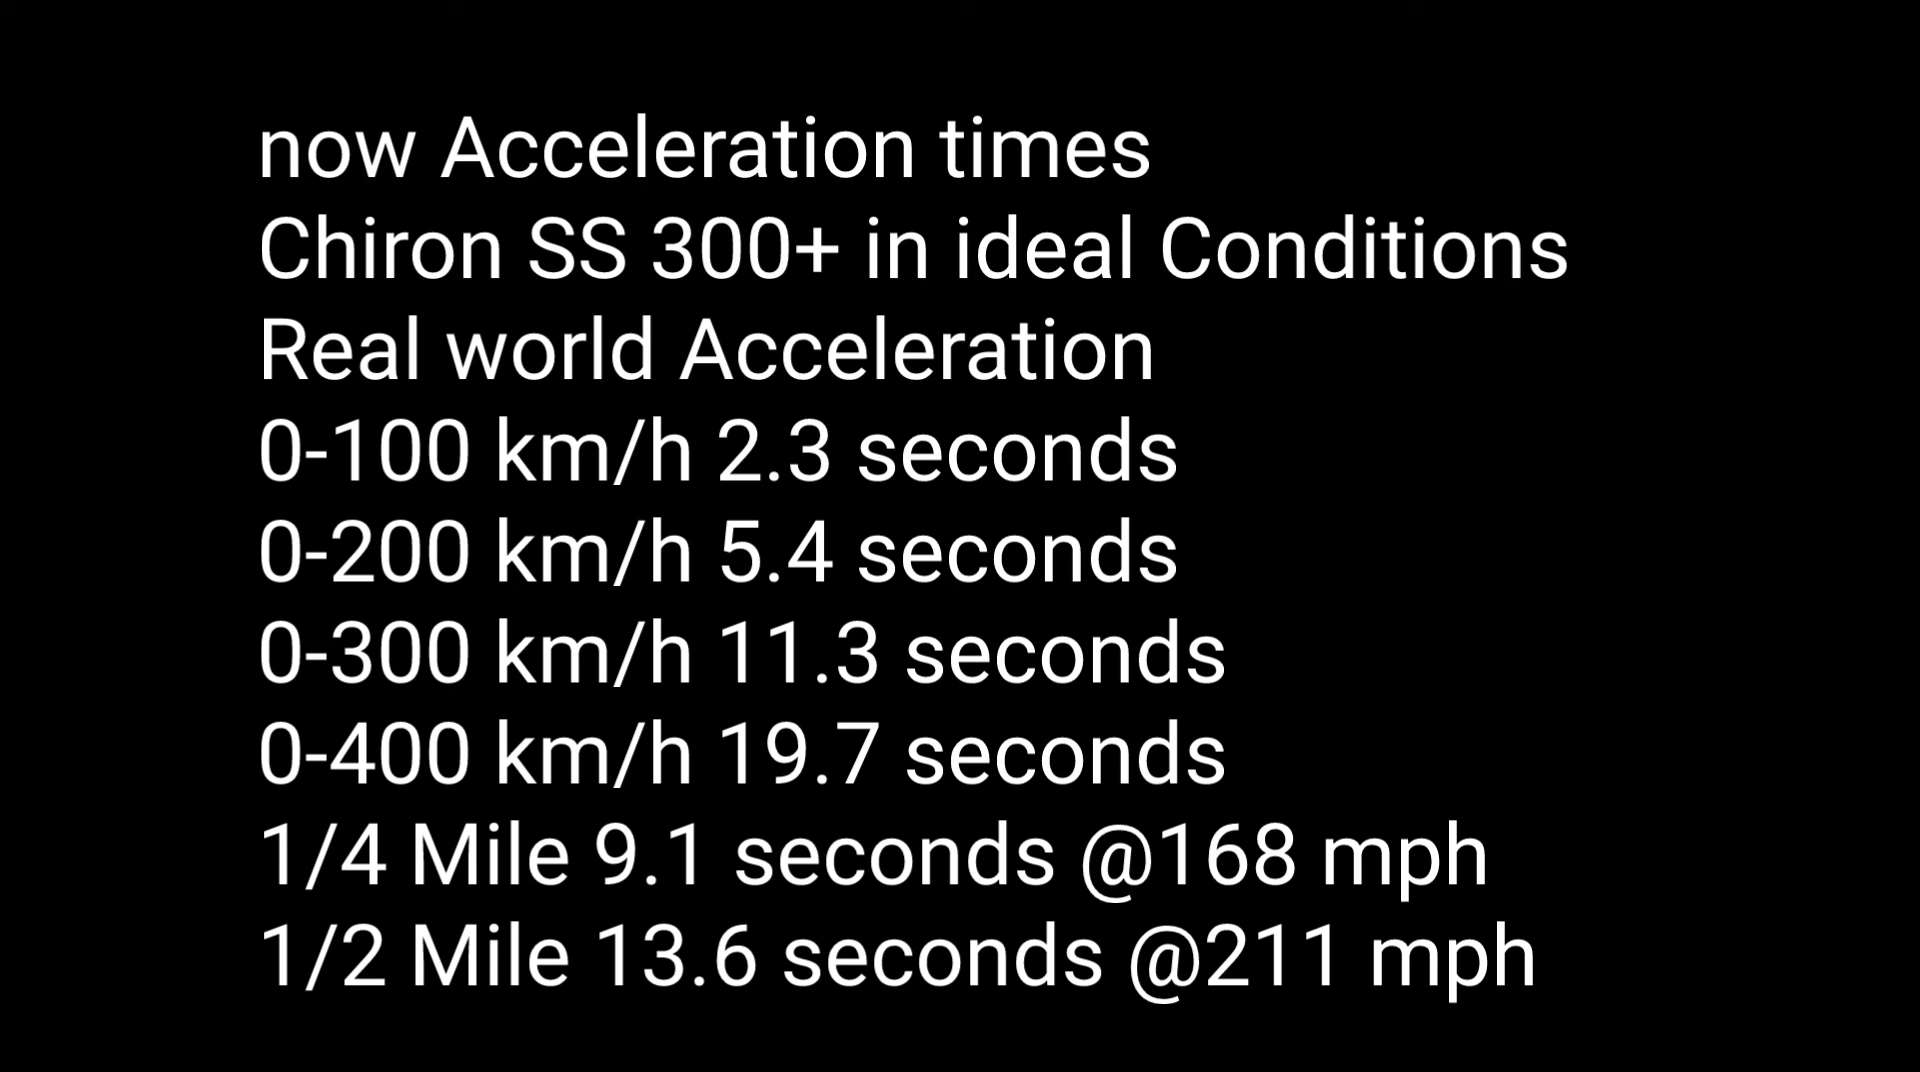 now Acceleration times
Chiron SS 300+ in ideal Conditions
Real world Acceleration
0-100 km/h 2.3 seconds
0-200 km/h 5.4 seconds
0-300 km/h 11.3 seconds
0-400 km/h 19.7 seconds
1/4 Mile 9.1 seconds @168 mph
1/2 Mile 13.6 seconds @211 mph